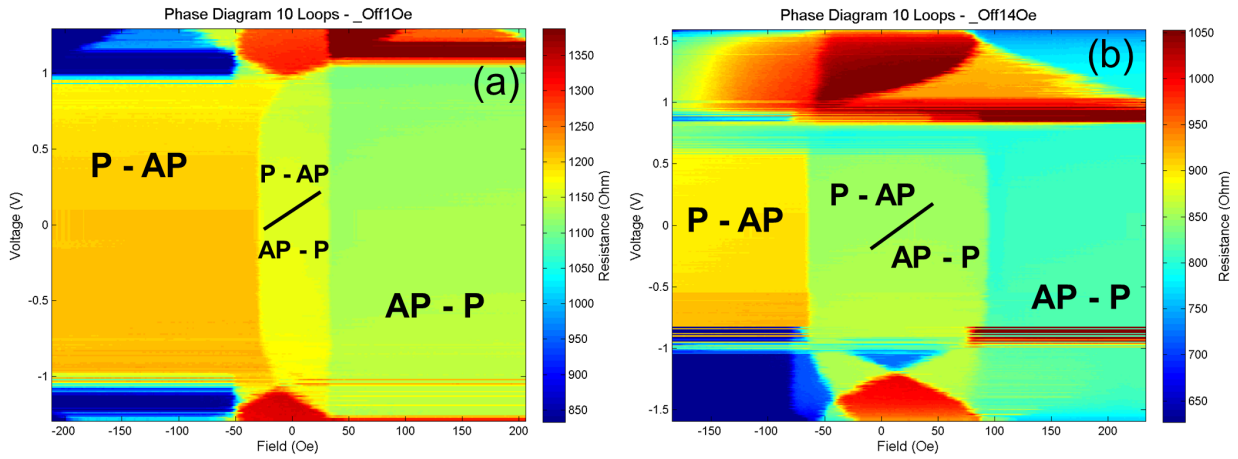 Phase Diagram 10 Loops - _Off1Oe
(a)
P - AP
P - AP
AP - P
AP - P
Voltage (V)
1
0.5
0
-0.5
-1
-200
-150
-100
-50
0
50
100
150
200
Field (Oe)
1350
1300
1250
1200
1150
1100
1050
1000
950
900
850
Resistance (Ohm)
Phase Diagram 10 Loops - _Off14Oe
(b)
P - AP
P - AP
AP - P
AP - P
Voltage (V)
1.5
1
0.5
0
-0.5
-1
-1.5
-150
-100
-50
0
50
100
150
200
Field (Oe)
1050
1000
950
900
850
800
750
700
650
Resistance (Ohm)